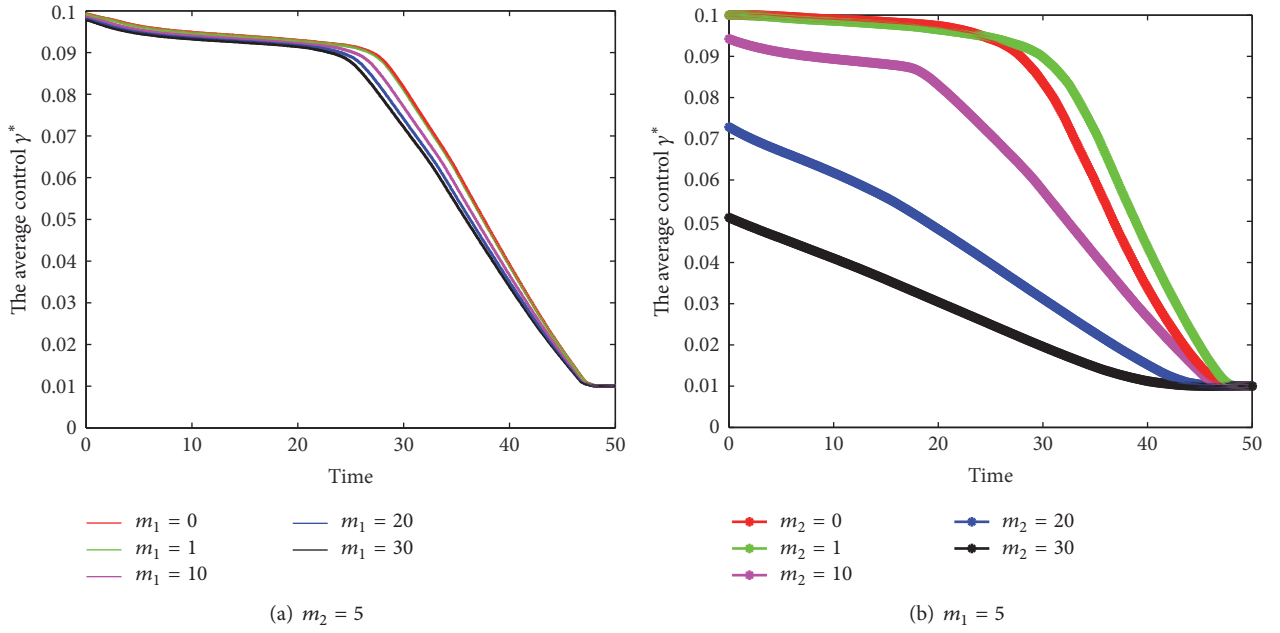 The average control γ*
0.1
0.09
0.08
0.07
0.06
0.05
0.04
0.03
0.02
0.01
0
0 10 20 30 40 50
Time
m1 = 0
m1 = 1
m1 = 10
m1 = 20
m1 = 30
(a) m2 = 5
The average control γ*
0.1
0.09
0.08
0.07
0.06
0.05
0.04
0.03
0.02
0.01
0
0 10 20 30 40 50
Time
m2 = 0
m2 = 1
m2 = 10
m2 = 20
m2 = 30
(b) m1 = 5